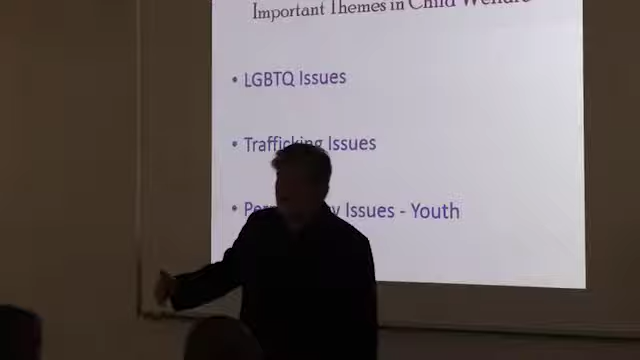 Important Themes in Child Welfare
• LGBTQ Issues
• Trafficking Issues
• Issues - Youth